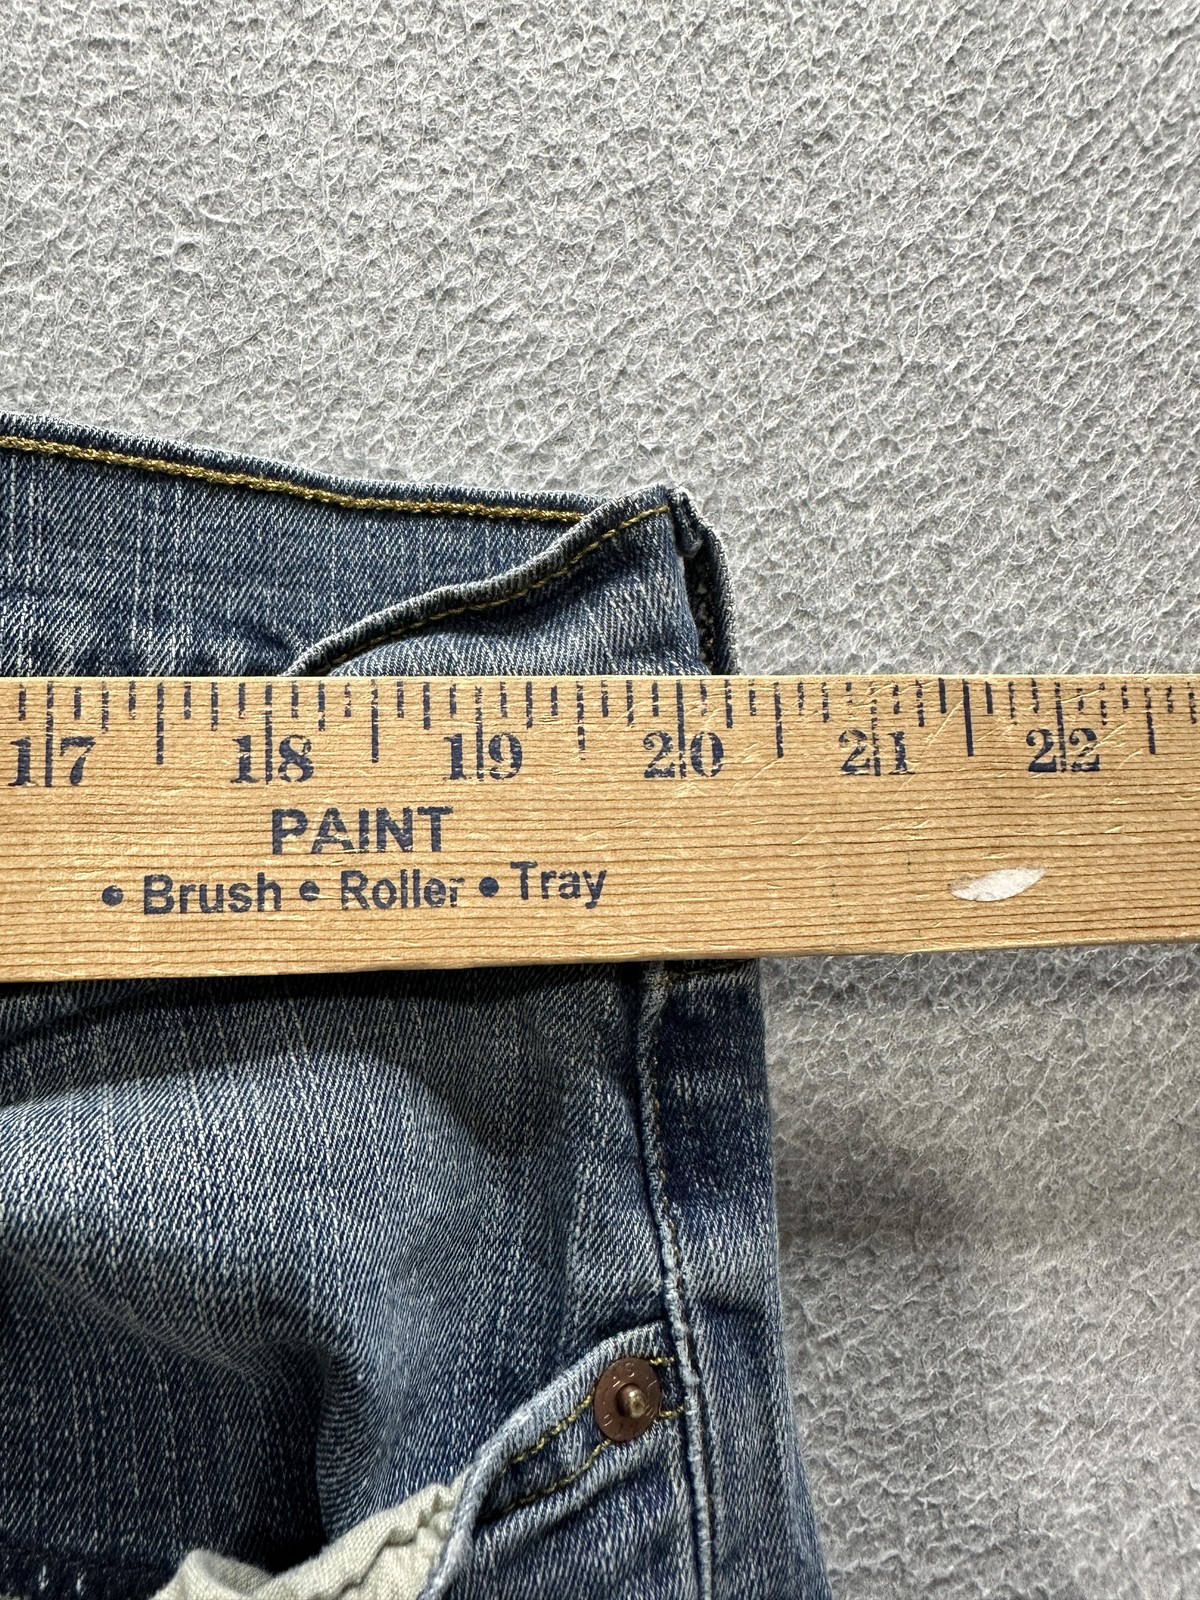 17 18 19 20 21 22
PAINT
• Brush • Roller • Tray